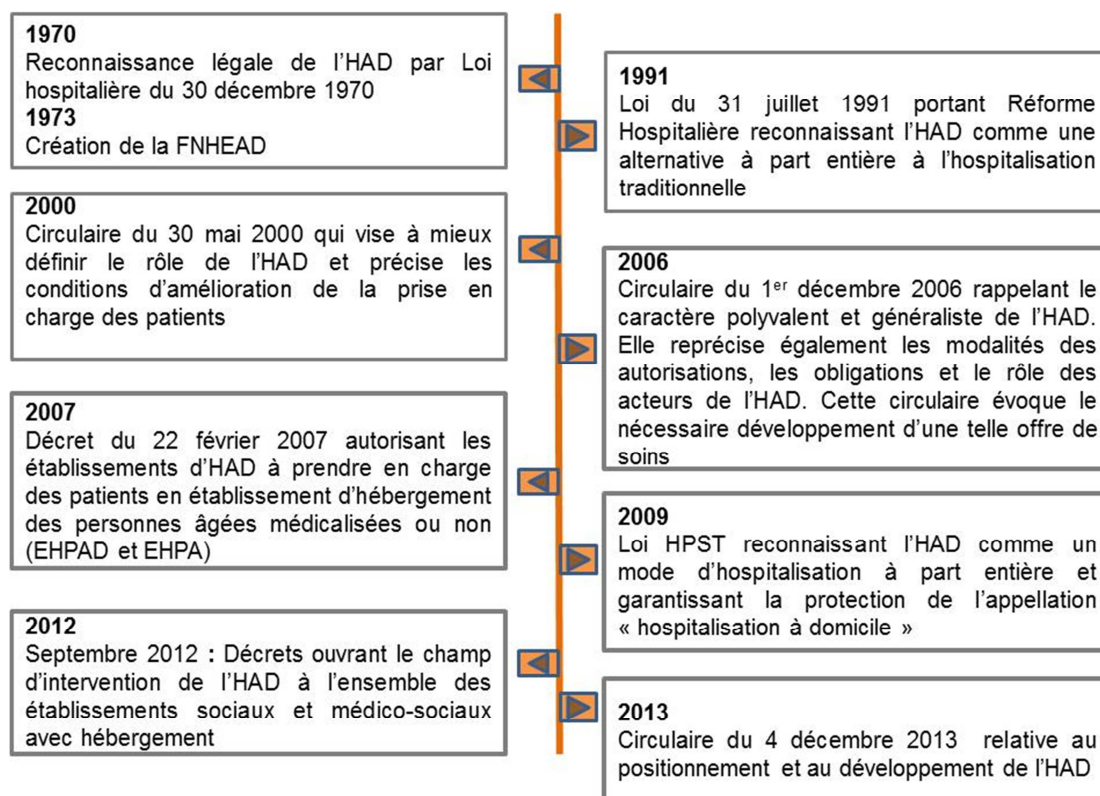 1970
Reconnaissance légale de l'HAD par Loi
hospitalière du 30 décembre 1970
1973
Création de la FNHEAD
1991
Loi du 31 juillet 1991 portant Réforme
Hospitalière reconnaissant l'HAD comme une
alternative à part entière à l'hospitalisation
traditionnelle
2000
Circulaire du 30 mai 2000 qui vise à mieux
définir le rôle de l'HAD et précise les
conditions d'amélioration de la prise en
charge des patients
2006
Circulaire du 1er décembre 2006 rappelant le
caractère polyvalent et généraliste de l'HAD.
Elle reprécise également les modalités des
autorisations, les obligations et le rôle des
acteurs de l'HAD. Cette circulaire évoque le
nécessaire développement d'une telle offre de
soins
2007
Décret du 22 février 2007 autorisant les
établissements d'HAD à prendre en charge
des patients en établissement d'hébergement
des personnes âgées médicalisées ou non
(EHPAD et EHPA)
2009
Loi HPST reconnaissant l'HAD comme un
mode d'hospitalisation à part entière et
garantissant la protection de l'appellation
« hospitalisation à domicile »
2012
Septembre 2012 : Décrets ouvrant le champ
d'intervention de l'HAD à l'ensemble des
établissements sociaux et médico-sociaux
avec hébergement
2013
Circulaire du 4 décembre 2013 relative au
positionnement et au développement de l'HAD